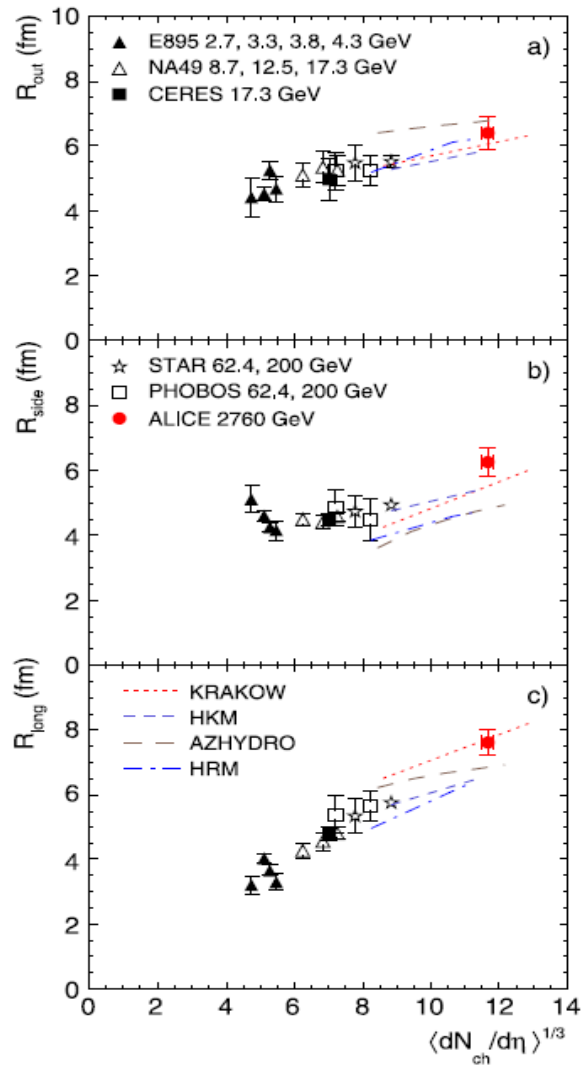 10
8
6
4
2
0
R_out (fm)
a)
▲ E895 2.7, 3.3, 3.8, 4.3 GeV
△ NA49 8.7, 12.5, 17.3 GeV
■ CERES 17.3 GeV
8
6
4
2
0
R_side (fm)
b)
☆ STAR 62.4, 200 GeV
□ PHOBOS 62.4, 200 GeV
● ALICE 2760 GeV
8
6
4
2
0
R_long (fm)
c)
KRAKOW
HKM
AZHYDRO
HRM
0 2 4 6 8 10 12 14
⟨dN_ch/dη⟩^1/3